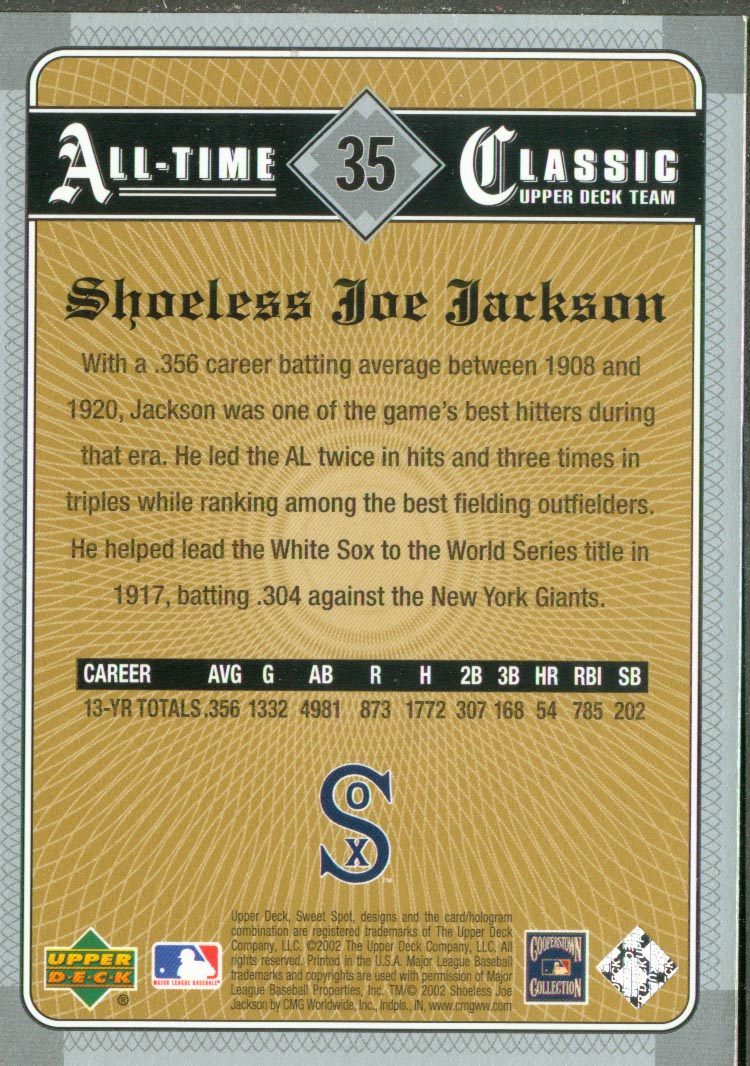 ALL-TIME 35 CLASSIC
UPPER DECK TEAM
Shoeless Joe Jackson
With a .356 career batting average between 1908 and
1920, Jackson was one of the game's best hitters during
that era. He led the AL twice in hits and three times in
triples while ranking among the best fielding outfielders.
He helped lead the White Sox to the World Series title in
1917, batting .304 against the New York Giants.
CAREER AVG G AB R H 2B 3B HR RBI SB
13-YR TOTALS .356 1332 4981 873 1772 307 168 54 785 202
SOX
TM
Upper Deck, Sweet Spot, designs and the card/hologram
combination are registered trademarks of The Upper Deck
Company, LLC. ©2002 The Upper Deck Company, LLC. All
rights reserved. Printed in the U.S.A. Major League Baseball
trademarks and copyrights are used with permission of Major
League Baseball Properties, Inc. TM/© 2002 Shoeless Joe
Jackson by CMG Worldwide, Inc., Indpls., IN, www.cmgww.com
UPPER
DECK
®
MAJOR LEAGUE BASEBALL®
COOPERSTOWN
COLLECTION